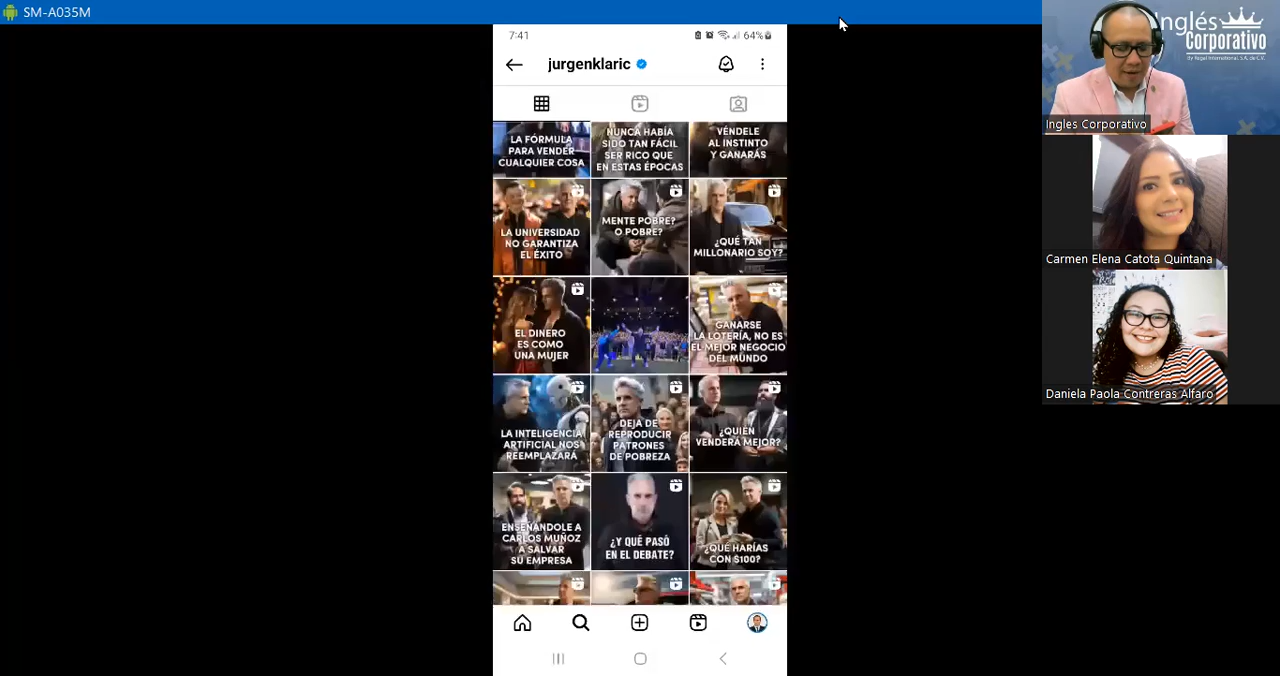 SM-A035M
7:41
64%
jurgenklaric
LA FÓRMULA
PARA VENDER
CUALQUIER COSA
NUNCA HABÍA
SIDO TAN FÁCIL
SER RICO QUE
EN ESTAS ÉPOCAS
VÉNDELE
AL INSTINTO
Y GANARÁS
LA UNIVERSIDAD
NO GARANTIZA
EL ÉXITO
MENTE POBRE?
O POBRE?
¿QUÉ TAN
MILLONARIO SOY?
EL DINERO
ES COMO
UNA MUJER
GANARSE
LA LOTERÍA, NO ES
EL MEJOR NEGOCIO
DEL MUNDO
LA INTELIGENCIA
ARTIFICIAL NOS
REEMPLAZARÁ
DEJA DE
REPRODUCIR
PATRONES
DE POBREZA
¿QUIÉN
VENDERÁ MEJOR?
ENSEÑANDOLE A
CARLOS MUÑOZ
A SALVAR
SU EMPRESA
¿Y QUÉ PASÓ
EN EL DEBATE?
¿QUÉ HARÍAS
CON $100?
Inglés
Corporativo
By Regal International, S.A. de C.V.
Ingles Corporativo
Carmen Elena Catota Quintana
Daniela Paola Contreras Alfaro